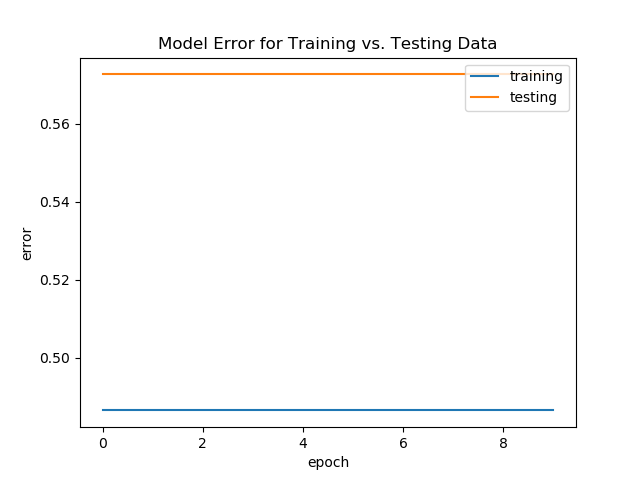 Model Error for Training vs. Testing Data
training
testing
0.56
0.54
0.52
0.50
error
0 2 4 6 8
epoch